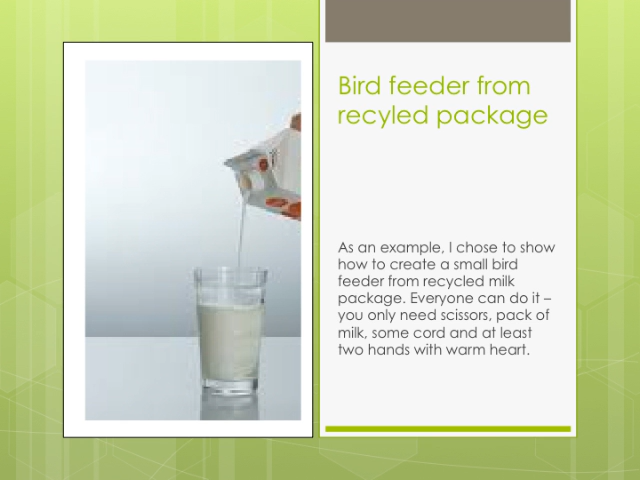 Bird feeder from
recyled package
As an example, I chose to show
how to create a small bird
feeder from recycled milk
package. Everyone can do it –
you only need scissors, pack of
milk, some cord and at least
two hands with warm heart.